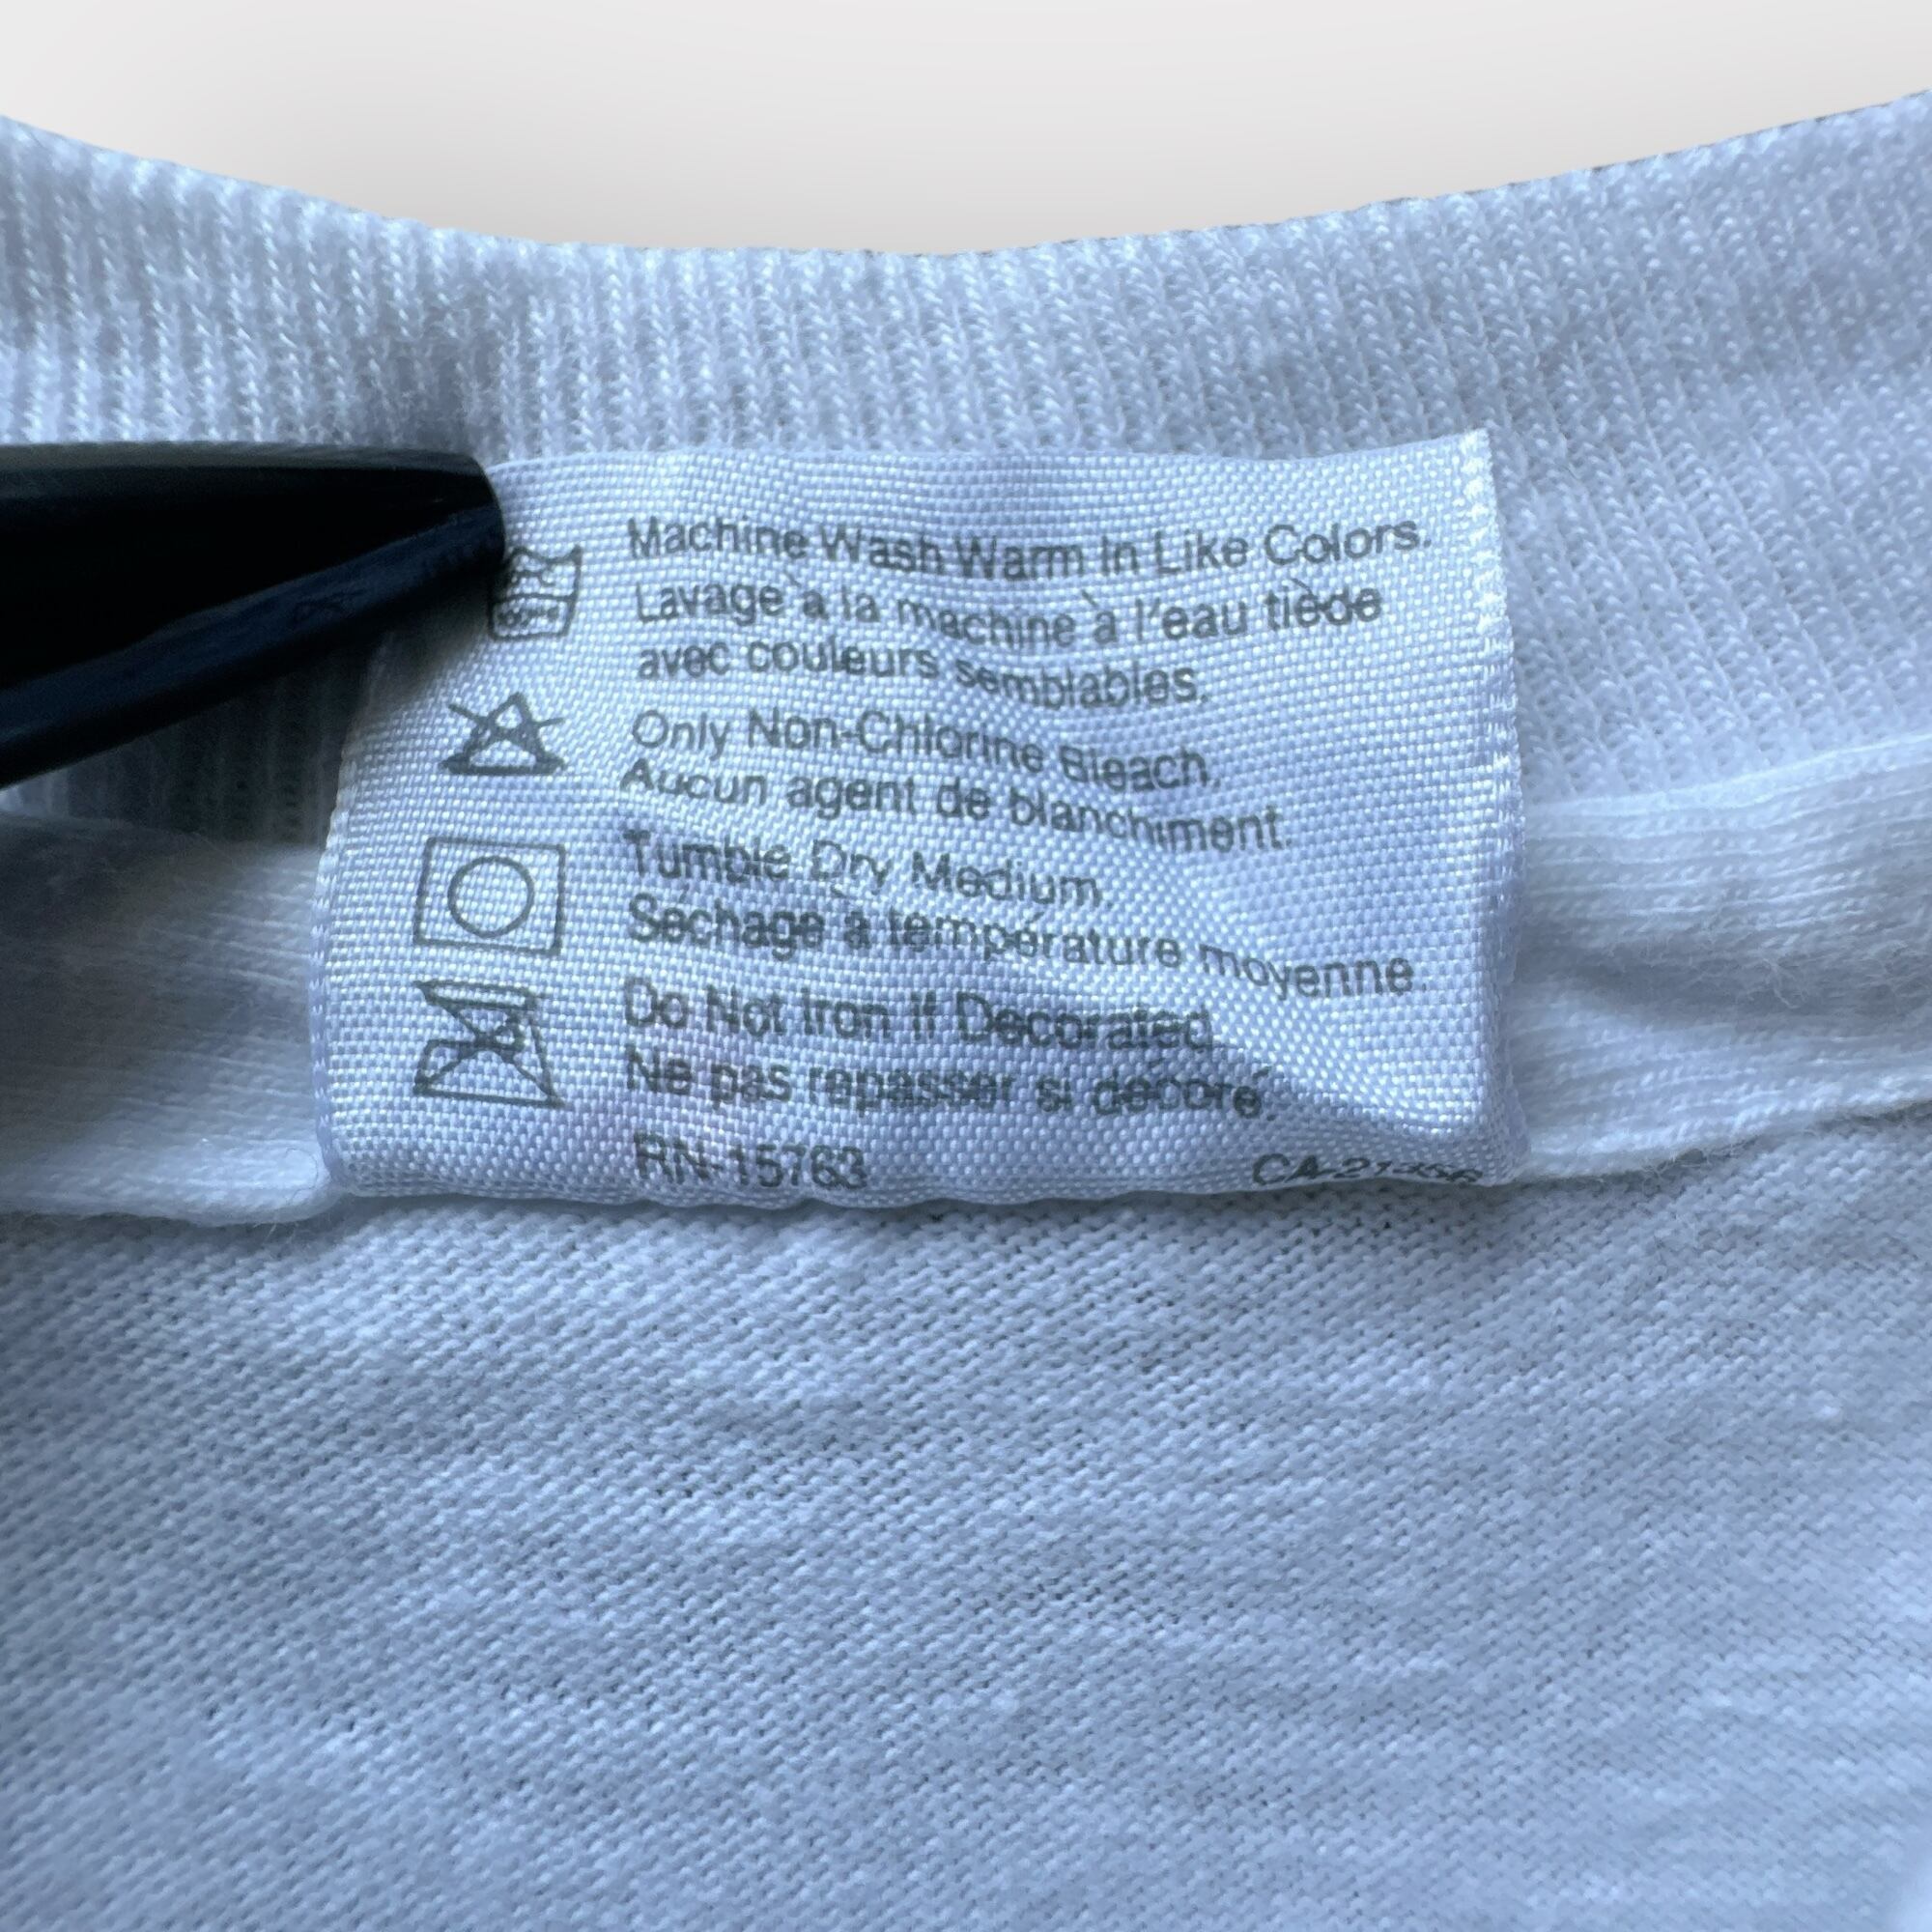 Machine Wash Warm In Like Colors.
Lavage à la machine à l'eau tiède
avec couleurs semblables.
Only Non-Chlorine Bleach.
Aucun agent de blanchiment.
Tumble Dry Medium.
Séchage à température moyenne.
Do Not Iron If Decorated.
Ne pas repasser si décoré.
RN-15763